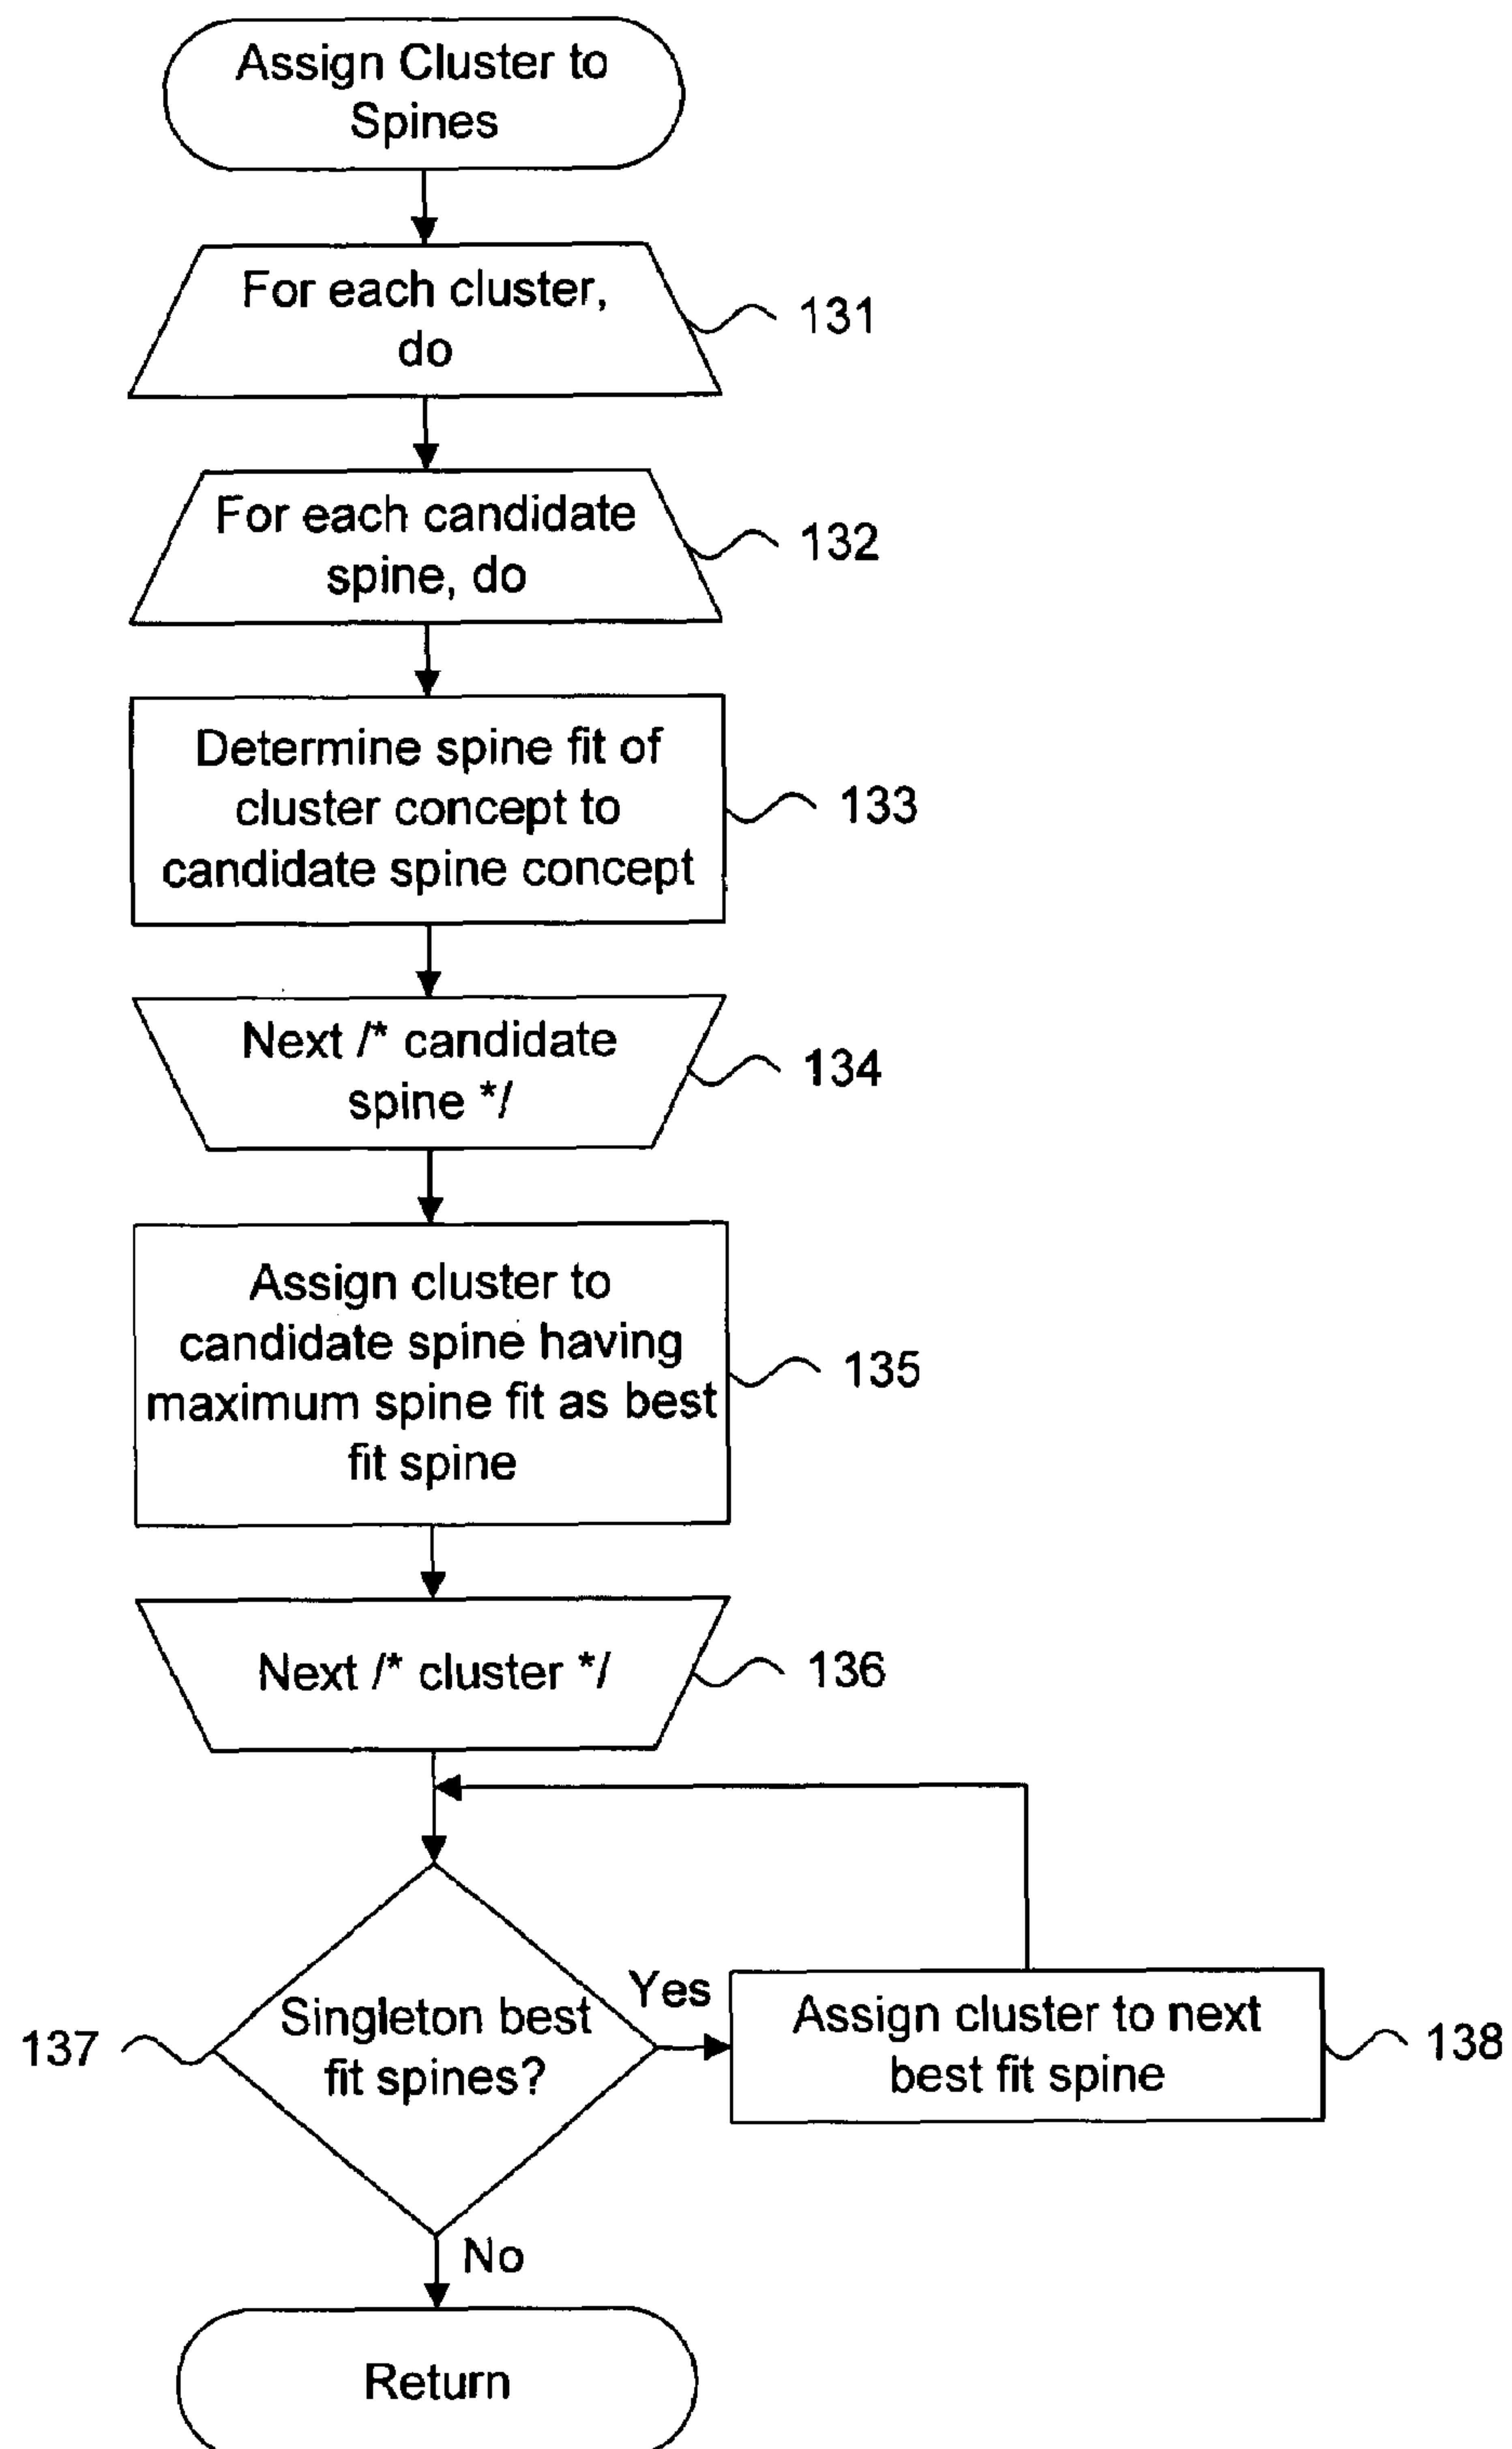 Assign Cluster to
Spines
For each cluster,
do
131
For each candidate
spine, do
132
Determine spine fit of
cluster concept to
candidate spine concept
133
Next /* candidate
spine */
134
Assign cluster to
candidate spine having
maximum spine fit as best
fit spine
135
Next /* cluster */
136
137
Singleton best
fit spines?
Yes
Assign cluster to next
best fit spine
138
No
Return